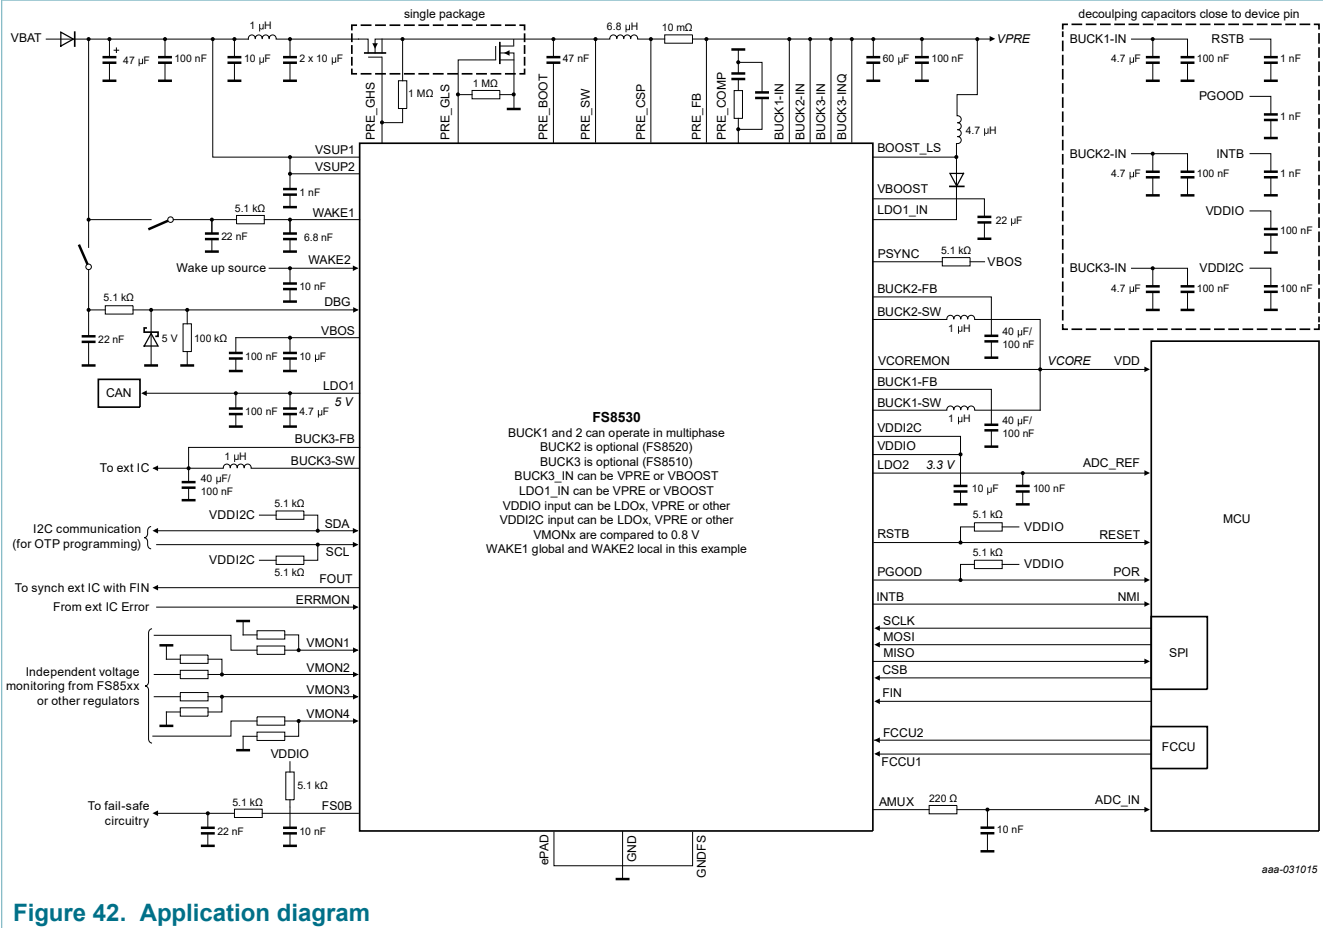 single package
decoulping capacitors close to device pin
VBAT
1 µH
6.8 µH
10 mΩ
VPRE
+
47 µF
100 nF
10 µF
2 x 10 µF
1 MΩ
1 MΩ
47 nF
60 µF
100 nF
PRE_GHS
PRE_GLS
PRE_BOOT
PRE_SW
PRE_CSP
PRE_FB
PRE_COMP
BUCK1-IN
BUCK2-IN
BUCK3-IN
BUCK3-INQ
4.7 µH
BUCK1-IN
4.7 µF
100 nF
RSTB
1 nF
PGOOD
1 nF
BUCK2-IN
4.7 µF
100 nF
INTB
1 nF
VDDIO
100 nF
BUCK3-IN
4.7 µF
100 nF
VDDI2C
100 nF
VSUP1
VSUP2
1 nF
5.1 kΩ
WAKE1
22 nF
6.8 nF
Wake up source
WAKE2
10 nF
5.1 kΩ
DBG
22 nF
5 V
100 kΩ
VBOS
100 nF
10 µF
CAN
LDO1
5 V
100 nF
4.7 µF
BUCK3-FB
1 µH
To ext IC
BUCK3-SW
40 µF/
100 nF
5.1 kΩ
VDDI2C
SDA
I2C communication
(for OTP programming)
SCL
VDDI2C
5.1 kΩ
FOUT
To synch ext IC with FIN
ERRMON
From ext IC Error
VMON1
VMON2
VMON3
VMON4
Independent voltage
monitoring from FS85xx
or other regulators
VDDIO
5.1 kΩ
5.1 kΩ
FS0B
To fail-safe
circuitry
22 nF
10 nF
FS8530
BUCK1 and 2 can operate in multiphase
BUCK2 is optional (FS8520)
BUCK3 is optional (FS8510)
BUCK3_IN can be VPRE or VBOOST
LDO1_IN can be VPRE or VBOOST
VDDIO input can be LDOx, VPRE or other
VDDI2C input can be LDOx, VPRE or other
VMONx are compared to 0.8 V
WAKE1 global and WAKE2 local in this example
ePAD
GND
GNDFS
BOOST_LS
VBOOST
LDO1_IN
22 µF
PSYNC
5.1 kΩ
VBOS
BUCK2-FB
BUCK2-SW
1 µH
40 µF/
100 nF
VCOREMON
VCORE
VDD
BUCK1-FB
BUCK1-SW
1 µH
40 µF/
100 nF
VDDI2C
VDDIO
LDO2
3.3 V
ADC_REF
10 µF
100 nF
5.1 kΩ
VDDIO
RSTB
RESET
5.1 kΩ
VDDIO
PGOOD
POR
INTB
NMI
SCLK
MOSI
MISO
CSB
SPI
FIN
FCCU2
FCCU1
FCCU
AMUX
220 Ω
ADC_IN
10 nF
MCU
aaa-031015
Figure 42. Application diagram